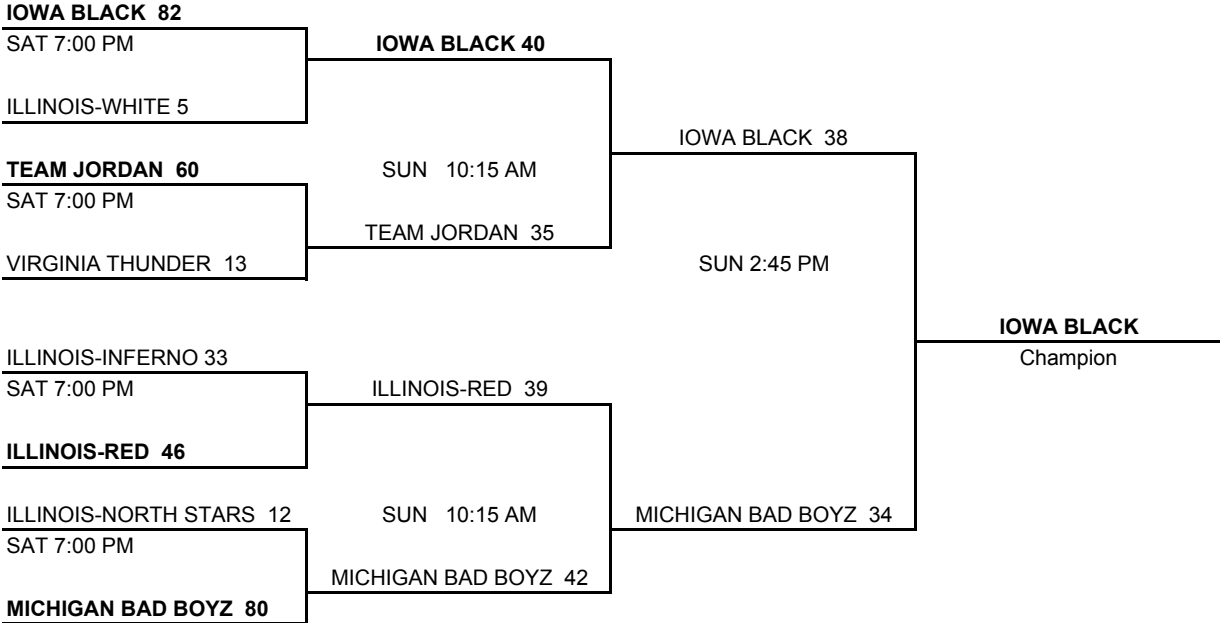 IOWA BLACK 82
SAT 7:00 PM
IOWA BLACK 40
ILLINOIS-WHITE 5
IOWA BLACK 38
TEAM JORDAN 60
SUN 10:15 AM
SAT 7:00 PM
TEAM JORDAN 35
VIRGINIA THUNDER 13
SUN 2:45 PM
IOWA BLACK
Champion
ILLINOIS-INFERNO 33
SAT 7:00 PM
ILLINOIS-RED 39
ILLINOIS-RED 46
ILLINOIS-NORTH STARS 12
SUN 10:15 AM
MICHIGAN BAD BOYZ 34
SAT 7:00 PM
MICHIGAN BAD BOYZ 42
MICHIGAN BAD BOYZ 80